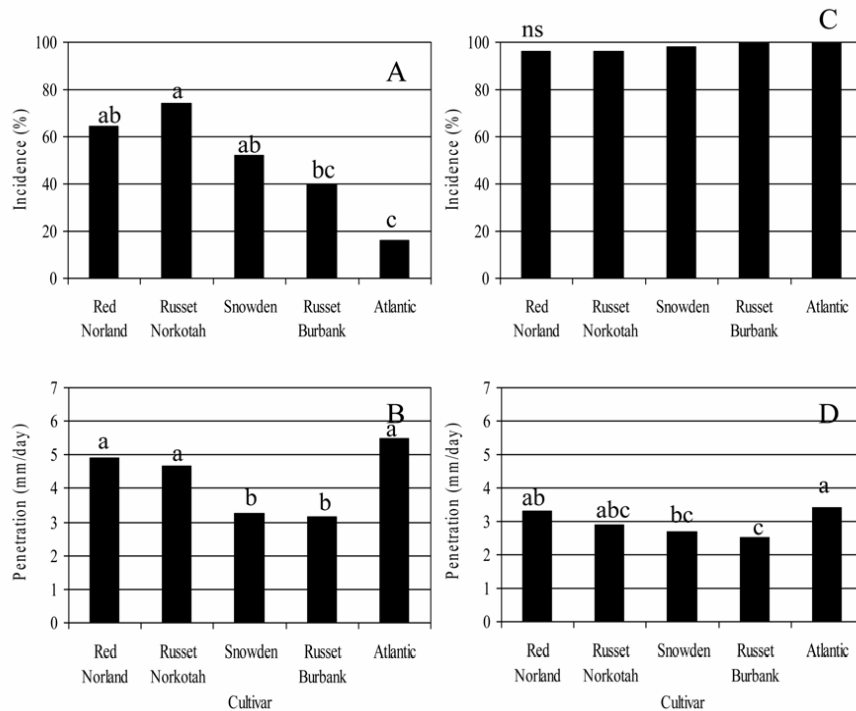 A
Incidence (%)
100
80
60
40
20
0
ab
a
ab
bc
c
Red
Norland
Russet
Norkotah
Snowden
Russet
Burbank
Atlantic
C
Incidence (%)
100
80
60
40
20
0
ns
Red
Norland
Russet
Norkotah
Snowden
Russet
Burbank
Atlantic
B
Penetration (mm/day)
7
6
5
4
3
2
1
0
a
a
b
b
a
Red
Norland
Russet
Norkotah
Snowden
Russet
Burbank
Atlantic
Cultivar
D
Penetration (mm/day)
7
6
5
4
3
2
1
0
ab
abc
bc
c
a
Red
Norland
Russet
Norkotah
Snowden
Russet
Burbank
Atlantic
Cultivar